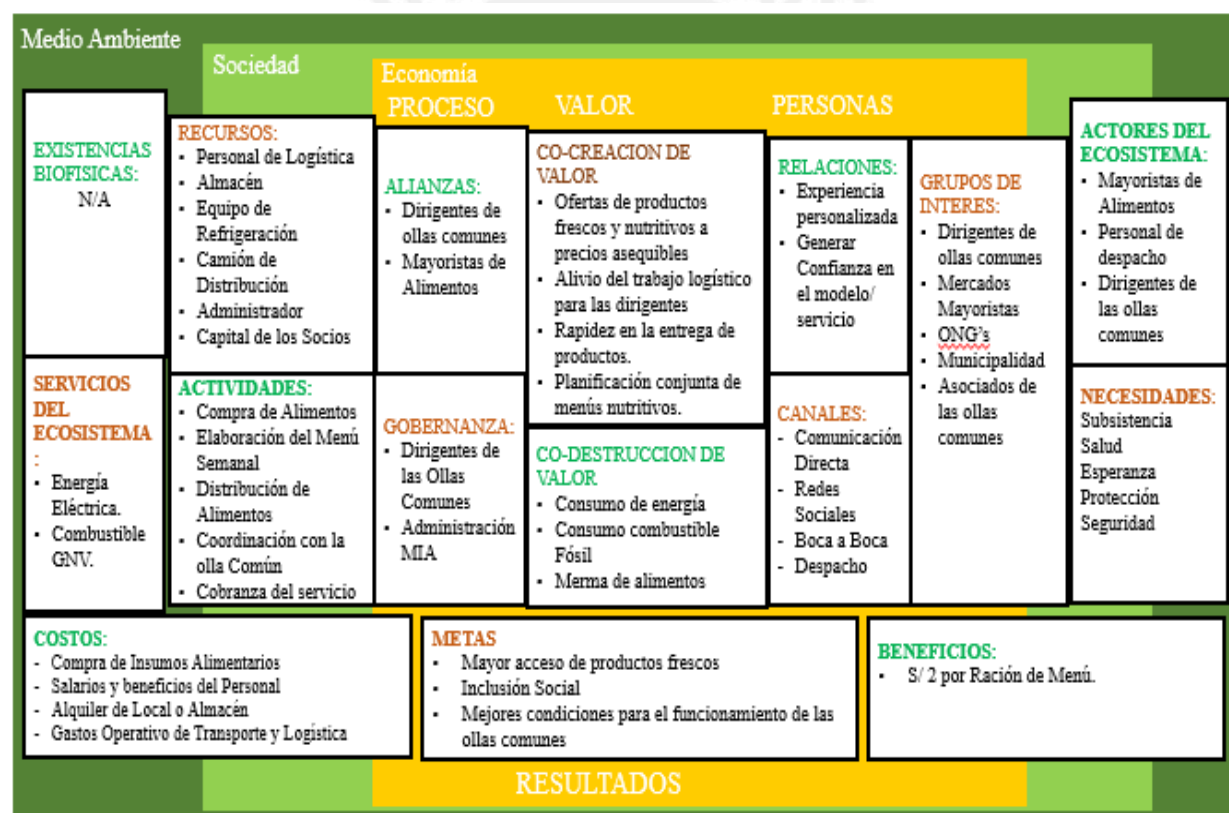 Medio Ambiente
Sociedad
Economía
PROCESO
VALOR
PERSONAS
EXISTENCIAS
BIOFISICAS:
N/A
SERVICIOS
DEL
ECOSISTEMA
:
▪ Energía
Eléctrica.
▪ Combustible
GNV.
RECURSOS:
▪ Personal de Logística
▪ Almacén
▪ Equipo de
Refrigeración
▪ Camión de
Distribución
▪ Administrador
▪ Capital de los Socios
ACTIVIDADES:
▪ Compra de Alimentos
▪ Elaboración del Menú
Semanal
▪ Distribución de
Alimentos
▪ Coordinación con la
olla Común
▪ Cobranza del servicio
ALIANZAS:
▪ Dirigentes de
ollas comunes
▪ Mayoristas de
Alimentos
GOBERNANZA:
▪ Dirigentes de
las Ollas
Comunes
▪ Administración
MIA
CO-CREACION DE
VALOR
▪ Ofertas de productos
frescos y nutritivos a
precios asequibles
▪ Alivio del trabajo logístico
para las dirigentes
▪ Rapidez en la entrega de
productos.
▪ Planificación conjunta de
menús nutritivos.
CO-DESTRUCCION DE
VALOR
▪ Consumo de energía
▪ Consumo combustible
Fósil
▪ Merma de alimentos
RELACIONES:
▪ Experiencia
personalizada
▪ Generar
Confianza en
el modelo/
servicio
CANALES:
- Comunicación
Directa
- Redes
Sociales
- Boca a Boca
- Despacho
GRUPOS DE
INTERES:
▪ Dirigentes de
ollas comunes
▪ Mercados
Mayoristas
▪ ONG's
▪ Municipalidad
▪ Asociados de
las ollas
comunes
ACTORES DEL
ECOSISTEMA:
▪ Mayoristas de
Alimentos
▪ Personal de
despacho
▪ Dirigentes de
las ollas
comunes
NECESIDADES:
Subsistencia
Salud
Esperanza
Protección
Seguridad
COSTOS:
- Compra de Insumos Alimentarios
- Salarios y beneficios del Personal
- Alquiler de Local o Almacén
- Gastos Operativo de Transporte y Logística
METAS
▪ Mayor acceso de productos frescos
▪ Inclusión Social
▪ Mejores condiciones para el funcionamiento de las
ollas comunes
BENEFICIOS:
▪ S/ 2 por Ración de Menú.
RESULTADOS